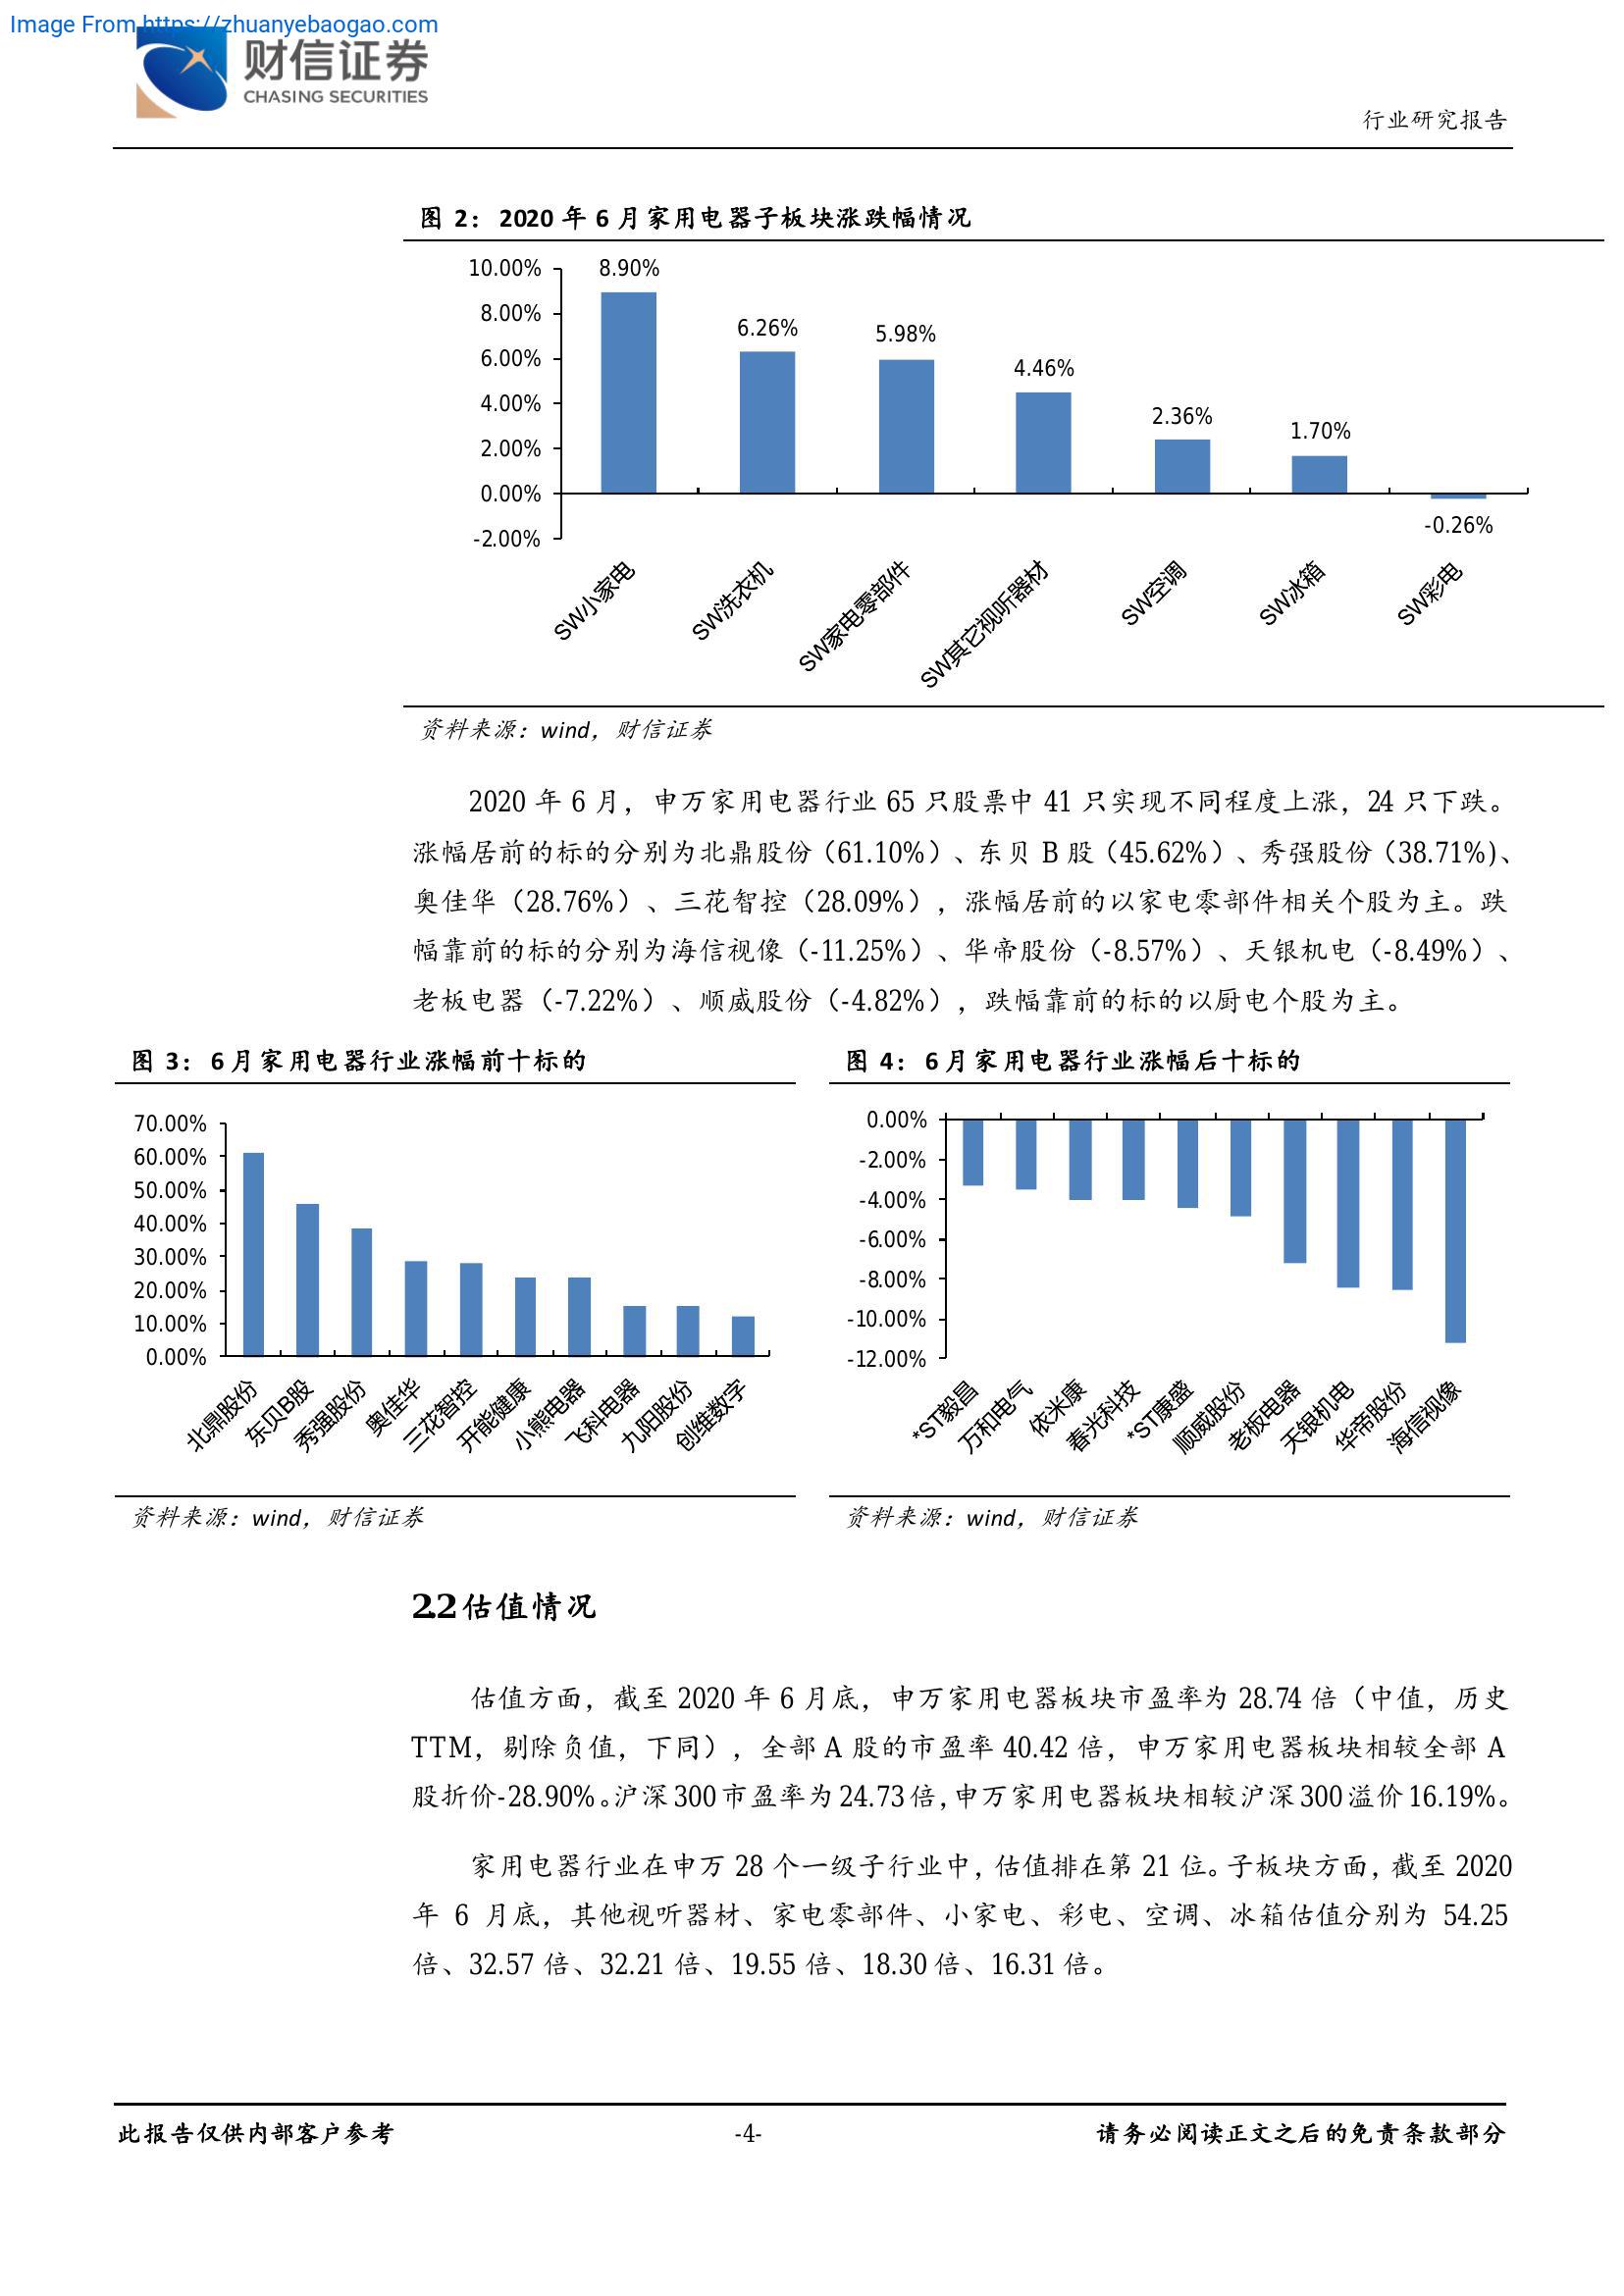 Image From https://zhuanyebaogao.com
财信证券
CHASING SECURITIES
行业研究报告
图 2：2020 年 6 月家用电器子板块涨跌幅情况
10.00%
8.00%
6.00%
4.00%
2.00%
0.00%
-2.00%
8.90%
6.26%
5.98%
4.46%
2.36%
1.70%
-0.26%
SW小家电
SW洗衣机
SW家电零部件
SW其它视听器材
SW空调
SW冰箱
SW彩电
资料来源：wind，财信证券
2020 年 6 月，申万家用电器行业 65 只股票中 41 只实现不同程度上涨，24 只下跌。
涨幅居前的标的分别为北鼎股份（61.10%）、东贝 B 股（45.62%）、秀强股份（38.71%)、
奥佳华（28.76%）、三花智控（28.09%），涨幅居前的以家电零部件相关个股为主。跌
幅靠前的标的分别为海信视像（-11.25%）、华帝股份（-8.57%）、天银机电（-8.49%）、
老板电器（-7.22%）、顺威股份（-4.82%），跌幅靠前的标的以厨电个股为主。
图 3：6 月家用电器行业涨幅前十标的
70.00%
60.00%
50.00%
40.00%
30.00%
20.00%
10.00%
0.00%
北鼎股份
东贝B股
秀强股份
奥佳华
三花智控
开能健康
小熊电器
飞科电器
九阳股份
创维数字
资料来源：wind，财信证券
图 4：6 月家用电器行业涨幅后十标的
0.00%
-2.00%
-4.00%
-6.00%
-8.00%
-10.00%
-12.00%
*ST毅昌
万和电气
依米康
春光科技
*ST康盛
顺威股份
老板电器
天银机电
华帝股份
海信视像
资料来源：wind，财信证券
2.2 估值情况
估值方面，截至 2020 年 6 月底，申万家用电器板块市盈率为 28.74 倍（中值，历史
TTM，剔除负值，下同），全部 A 股的市盈率 40.42 倍，申万家用电器板块相较全部 A
股折价-28.90%。沪深 300 市盈率为 24.73 倍，申万家用电器板块相较沪深 300 溢价 16.19%。
家用电器行业在申万 28 个一级子行业中，估值排在第 21 位。子板块方面，截至 2020
年 6 月底，其他视听器材、家电零部件、小家电、彩电、空调、冰箱估值分别为 54.25
倍、32.57 倍、32.21 倍、19.55 倍、18.30 倍、16.31 倍。
此报告仅供内部客户参考
-4-
请务必阅读正文之后的免责条款部分